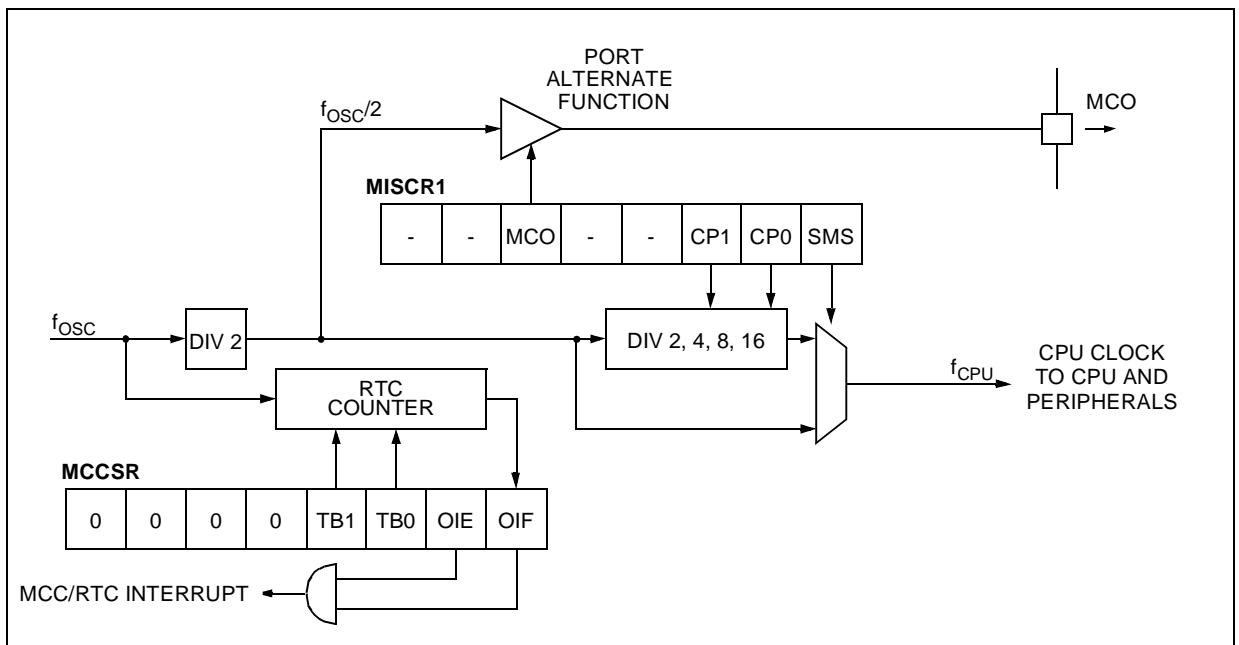 PORT
ALTERNATE
FUNCTION
fOSC/2
MCO
MISCR1
- - MCO - - CP1 CP0 SMS
fOSC
DIV 2
DIV 2, 4, 8, 16
fCPU
CPU CLOCK
TO CPU AND
PERIPHERALS
RTC
COUNTER
MCCSR
0 0 0 0 TB1 TB0 OIE OIF
MCC/RTC INTERRUPT